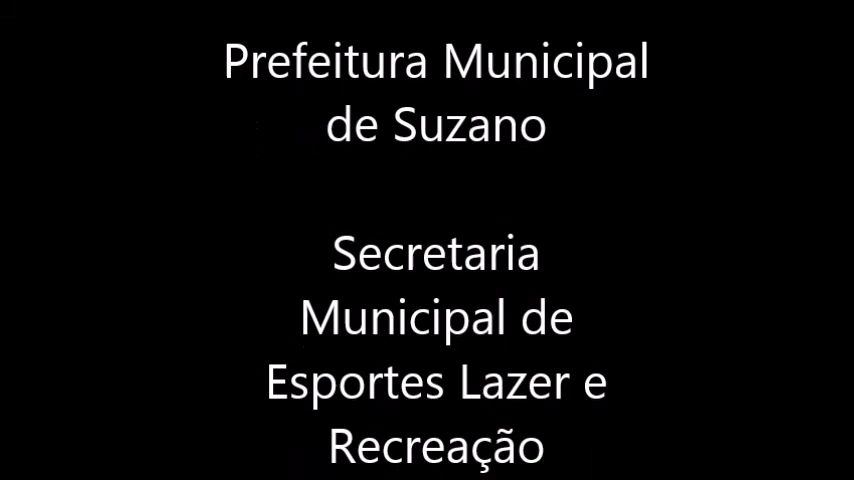 Prefeitura Municipal
de Suzano
Secretaria
Municipal de
Esportes Lazer e
Recreação